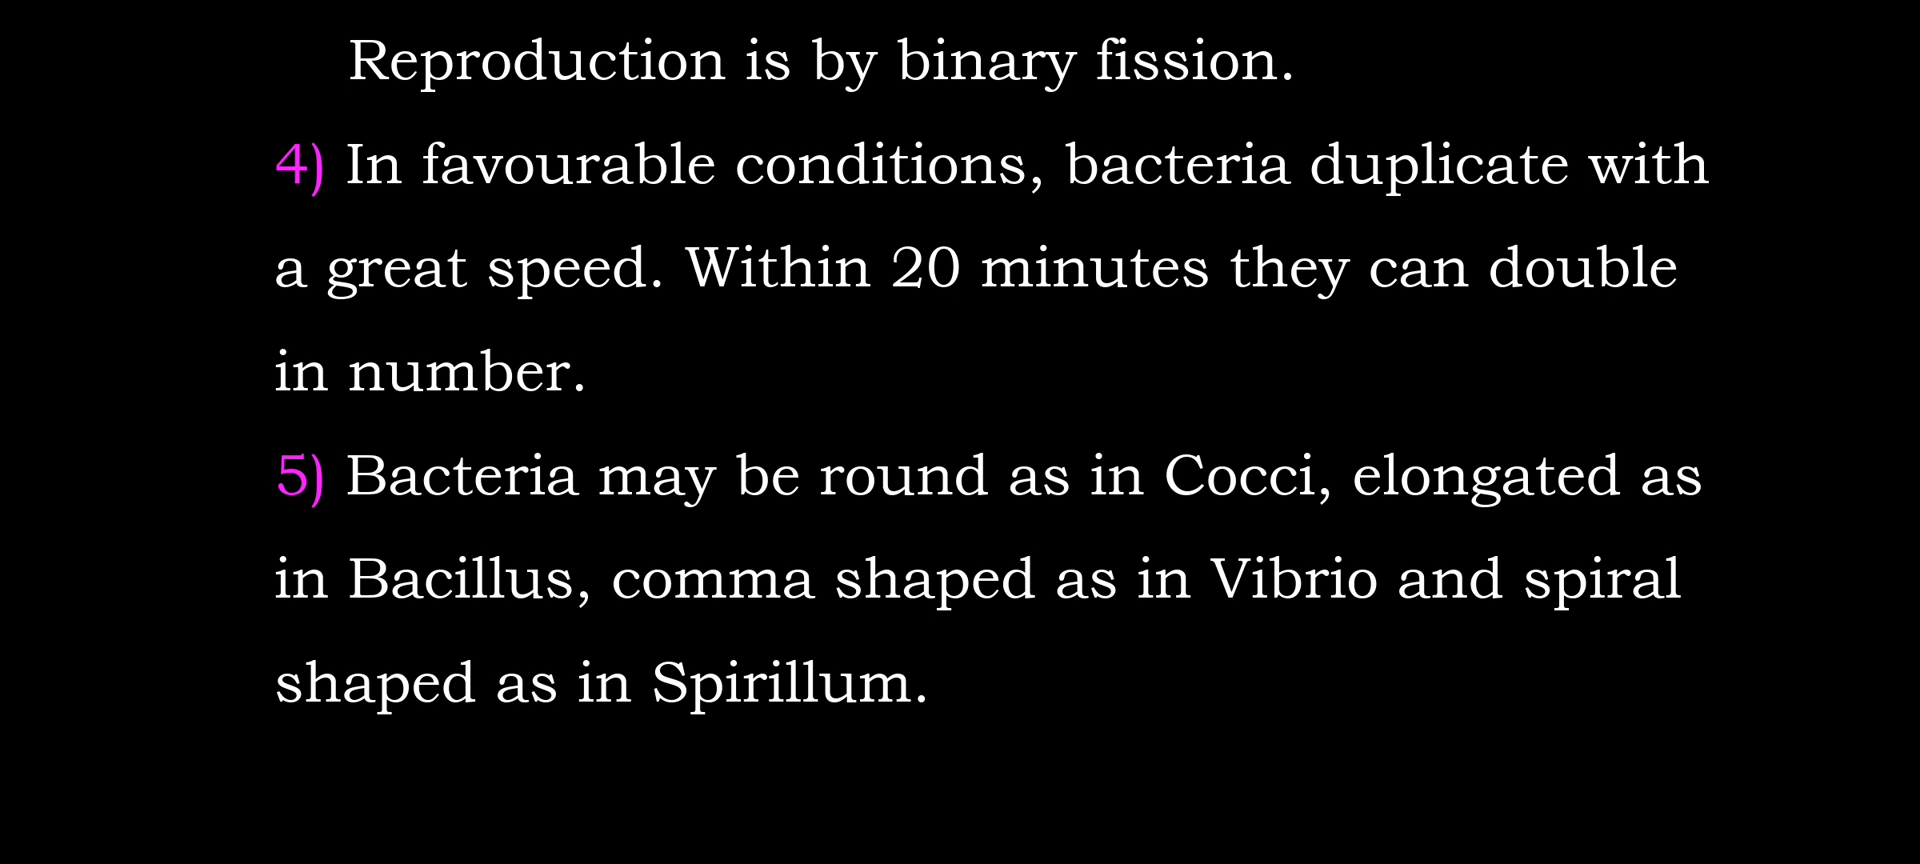 Reproduction is by binary fission.
4) In favourable conditions, bacteria duplicate with
a great speed. Within 20 minutes they can double
in number.
5) Bacteria may be round as in Cocci, elongated as
in Bacillus, comma shaped as in Vibrio and spiral
shaped as in Spirillum.